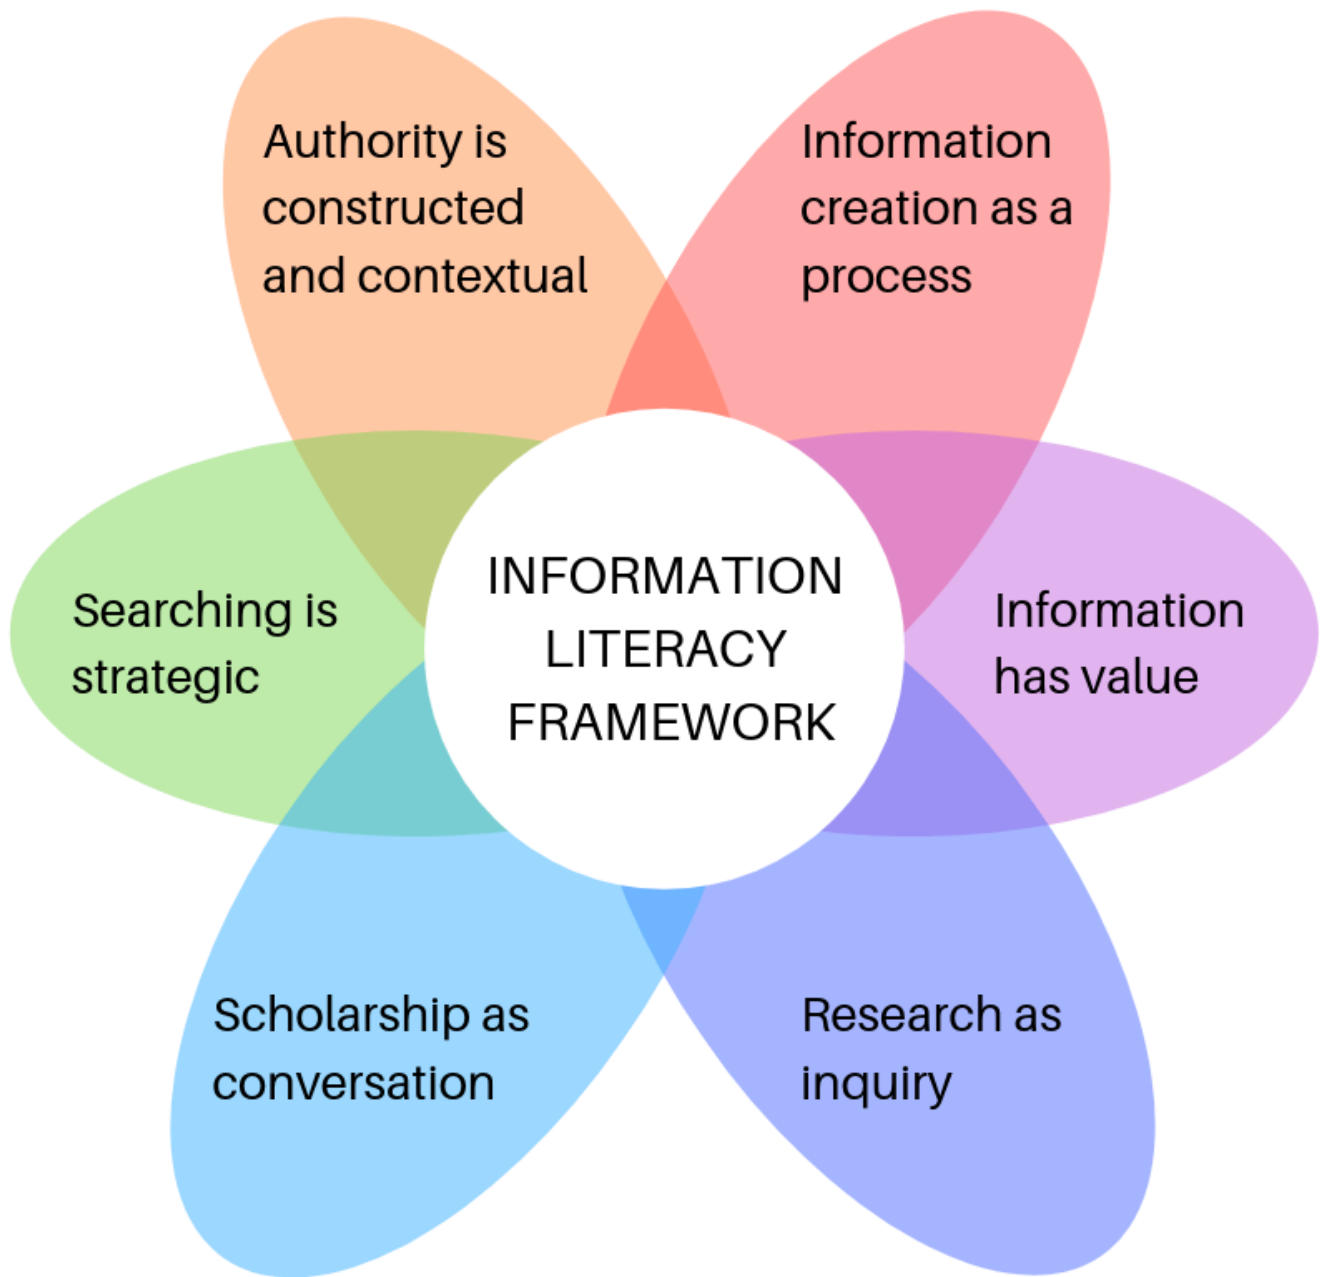 Authority is
constructed
and contextual
Information
creation as a
process
Searching is
strategic
INFORMATION
LITERACY
FRAMEWORK
Information
has value
Scholarship as
conversation
Research as
inquiry